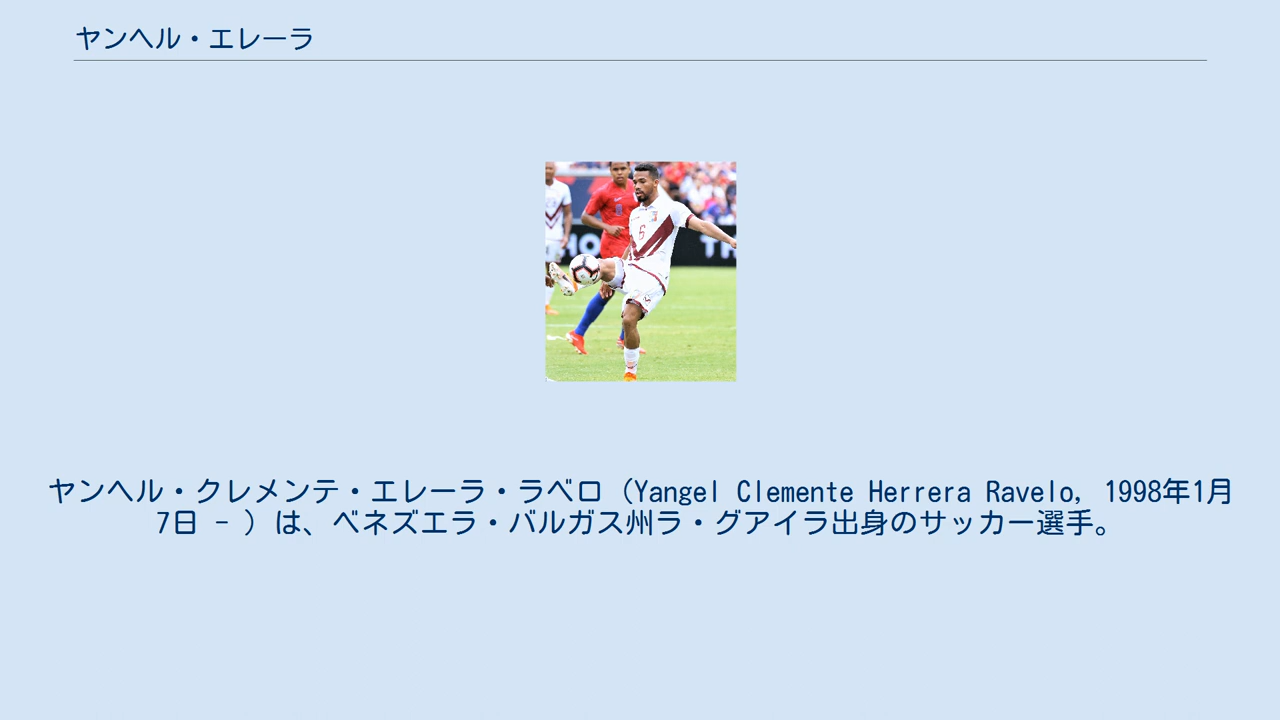 ヤンヘル・エレーラ
6
ヤンヘル・クレメンテ・エレーラ・ラベロ（Yangel Clemente Herrera Ravelo, 1998年1月
7日 - ）は、ベネズエラ・バルガス州ラ・グアイラ出身のサッカー選手。